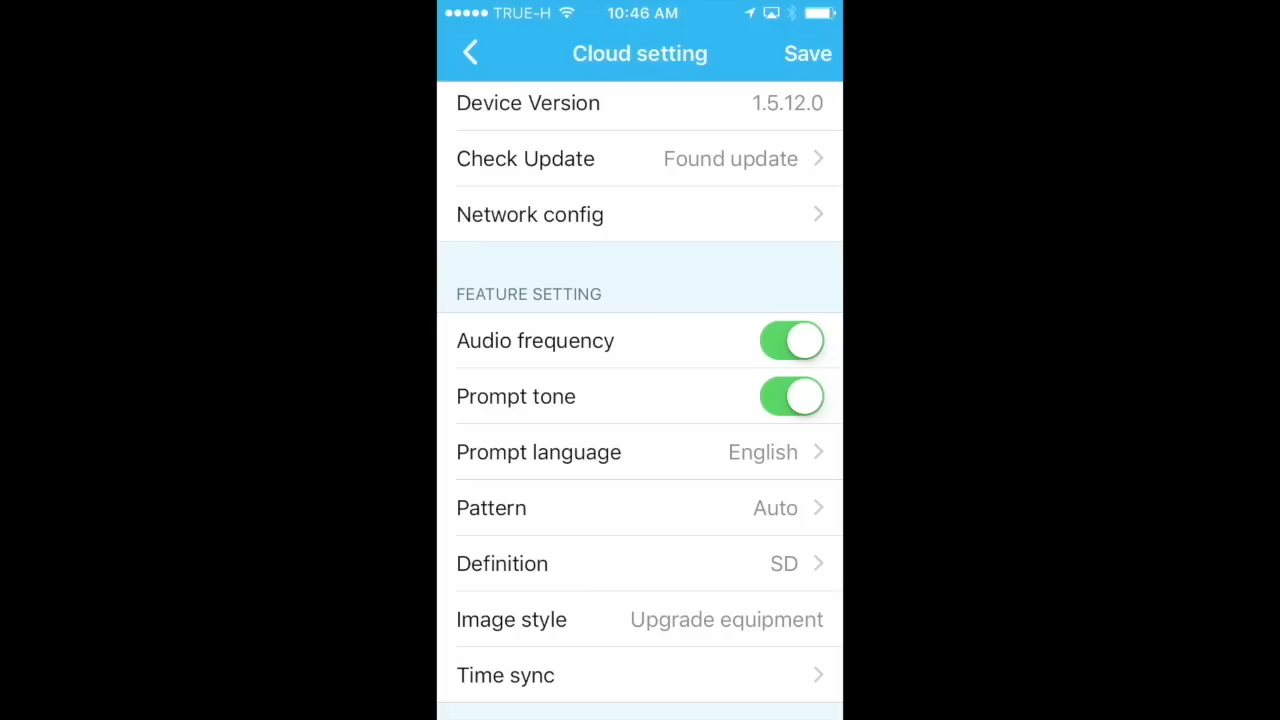 TRUE-H 10:46 AM
Cloud setting Save
Device Version 1.5.12.0
Check Update Found update
Network config
FEATURE SETTING
Audio frequency
Prompt tone
Prompt language English
Pattern Auto
Definition SD
Image style Upgrade equipment
Time sync